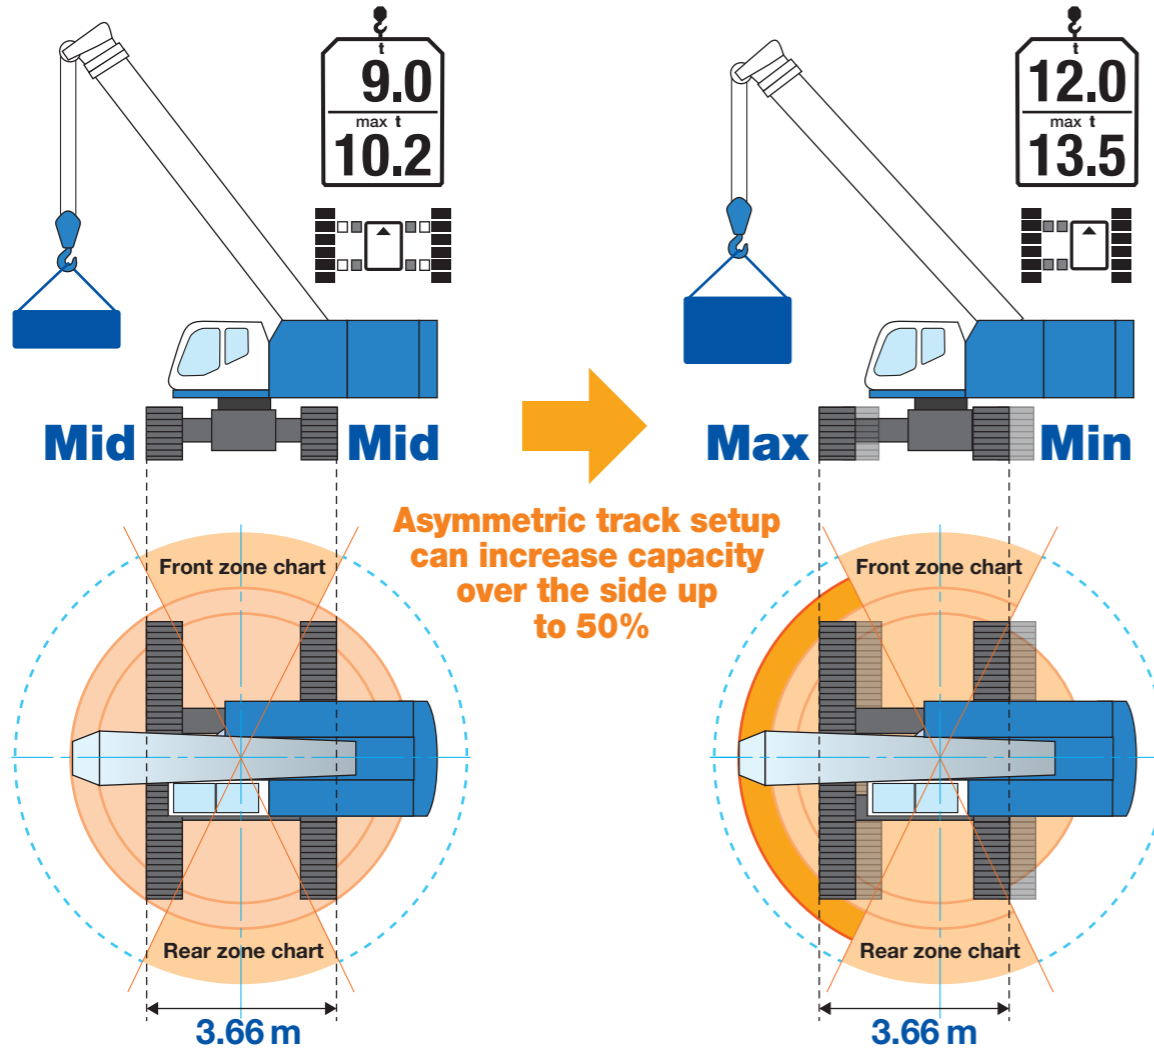 t
9.0
max t
10.2
t
12.0
max t
13.5
Mid
Mid
Max
Min
Asymmetric track setup
can increase capacity
over the side up
to 50%
Front zone chart
Front zone chart
Rear zone chart
Rear zone chart
3.66 m
3.66 m